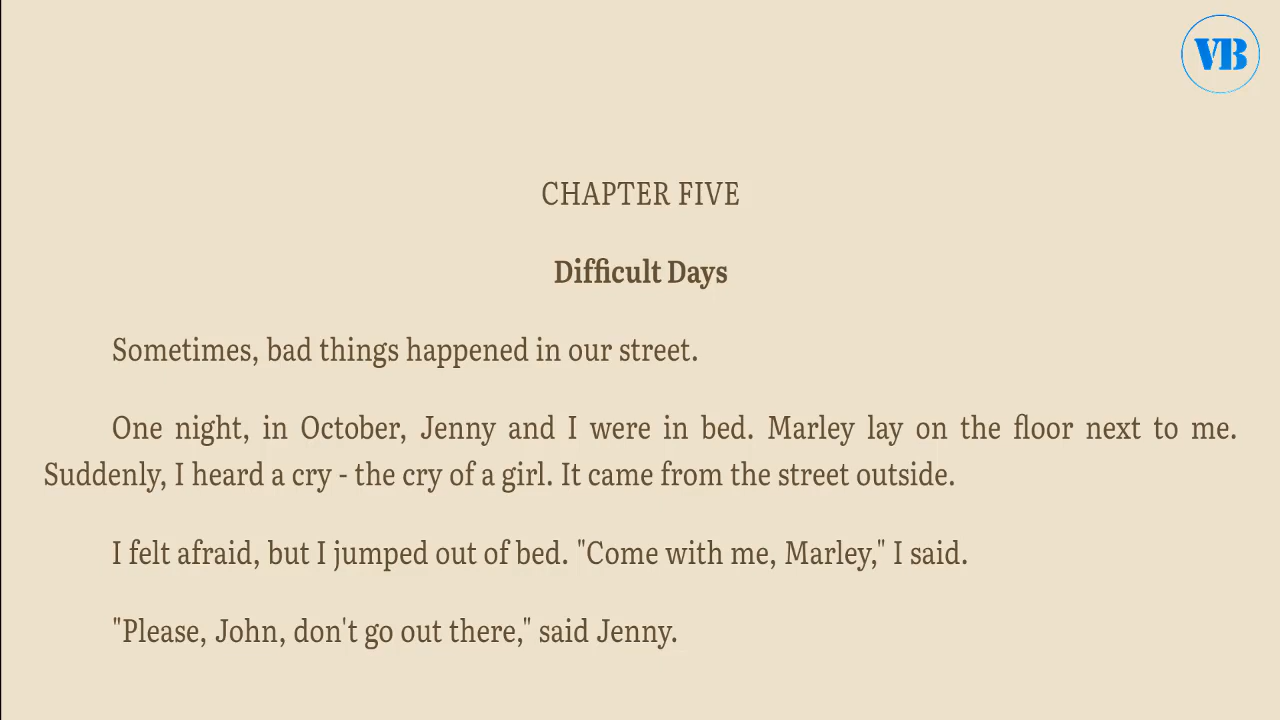 VB
CHAPTER FIVE
Difficult Days
Sometimes, bad things happened in our street.
One night, in October, Jenny and I were in bed. Marley lay on the floor next to me.
Suddenly, I heard a cry - the cry of a girl. It came from the street outside.
I felt afraid, but I jumped out of bed. "Come with me, Marley," I said.
"Please, John, don't go out there," said Jenny.